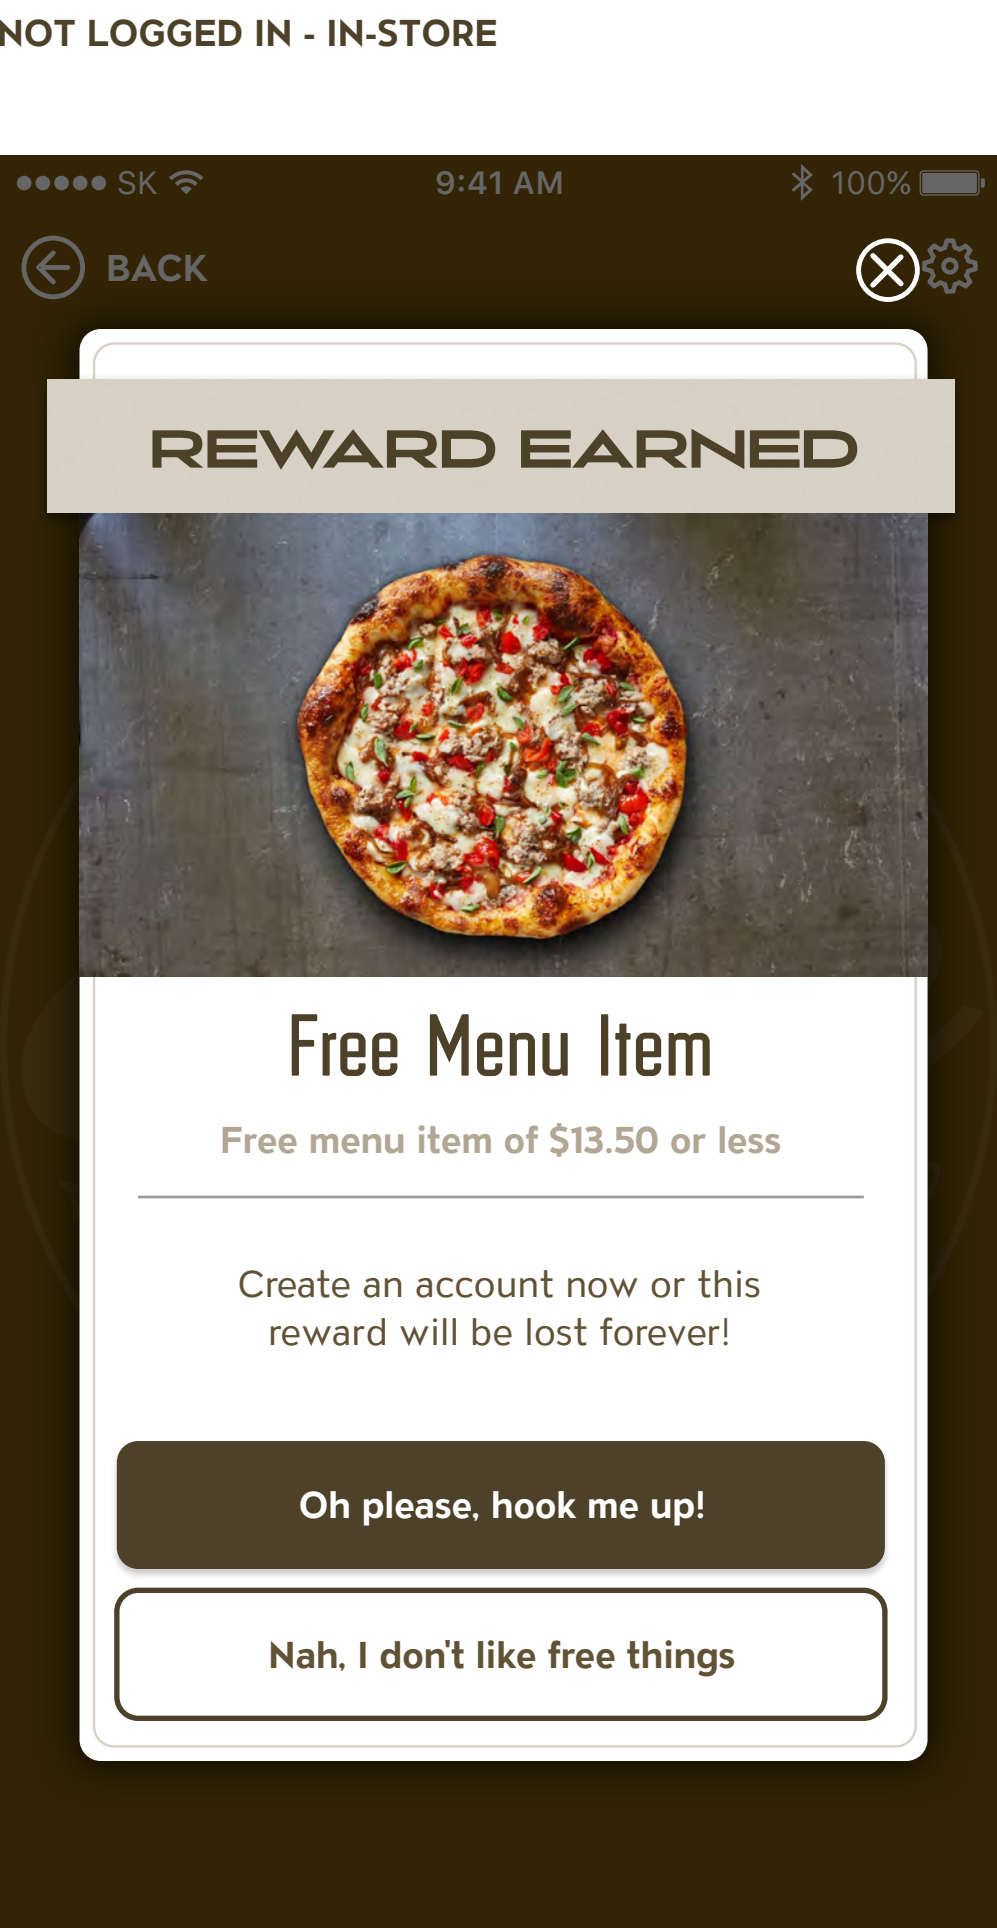 NOT LOGGED IN - IN-STORE
SK 9:41 AM 100%
BACK
REWARD EARNED
Free Menu Item
Free menu item of $13.50 or less
Create an account now or this
reward will be lost forever!
Oh please, hook me up!
Nah, I don't like free things